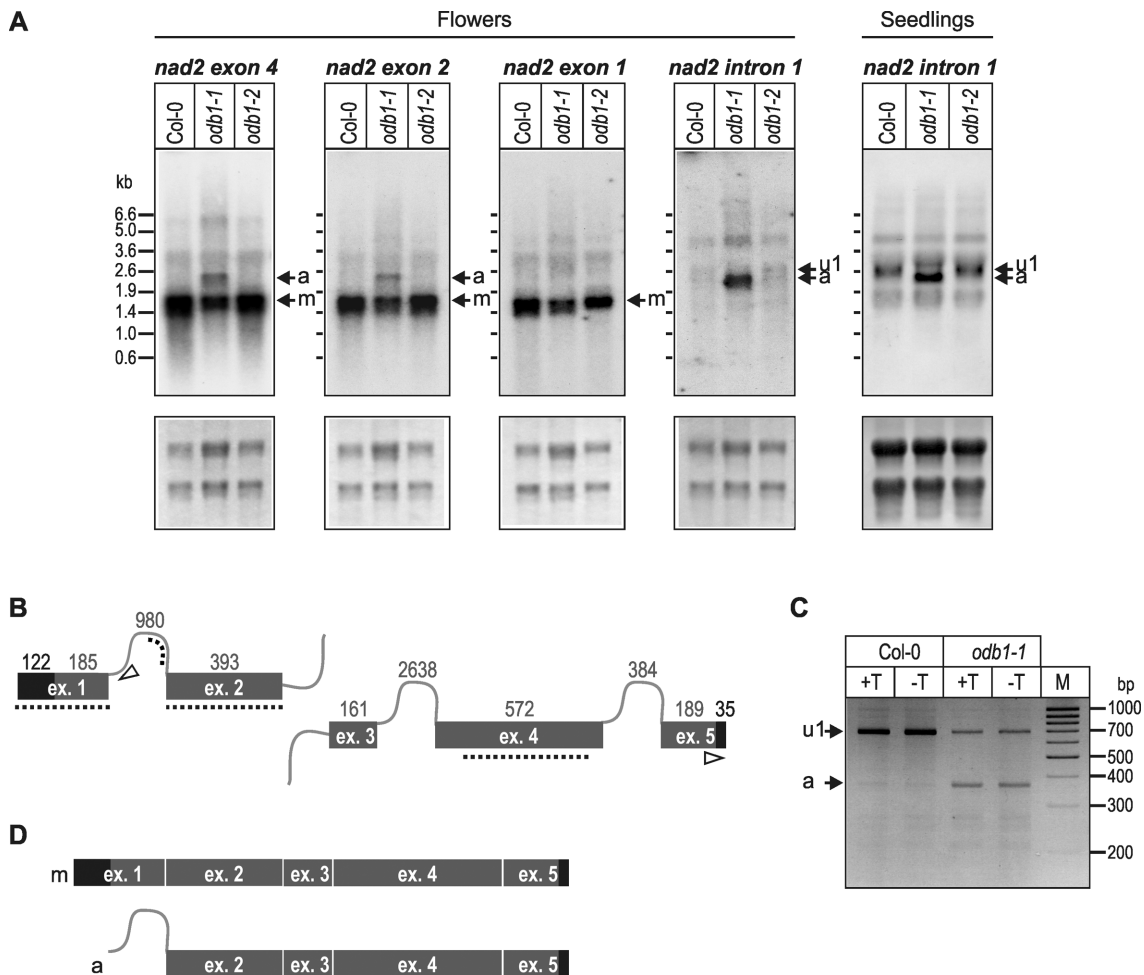 A
Flowers
Seedlings
nad2 exon 4
nad2 exon 2
nad2 exon 1
nad2 intron 1
nad2 intron 1
Col-0 odb1-1 odb1-2
Col-0 odb1-1 odb1-2
Col-0 odb1-1 odb1-2
Col-0 odb1-1 odb1-2
Col-0 odb1-1 odb1-2
kb
6.6
5.0
3.6
2.6
1.9
1.4
1.0
0.6
a
m
a
m
m
u1
a
u1
a
B
980
122 185 393
ex. 1 ex. 2
2638 384
161 572 189 35
ex. 3 ex. 4 ex. 5
C
Col-0 odb1-1
+T -T +T -T M bp
u1
a
1000
700
500
400
300
200
D
m ex. 1 ex. 2 ex. 3 ex. 4 ex. 5
a ex. 2 ex. 3 ex. 4 ex. 5